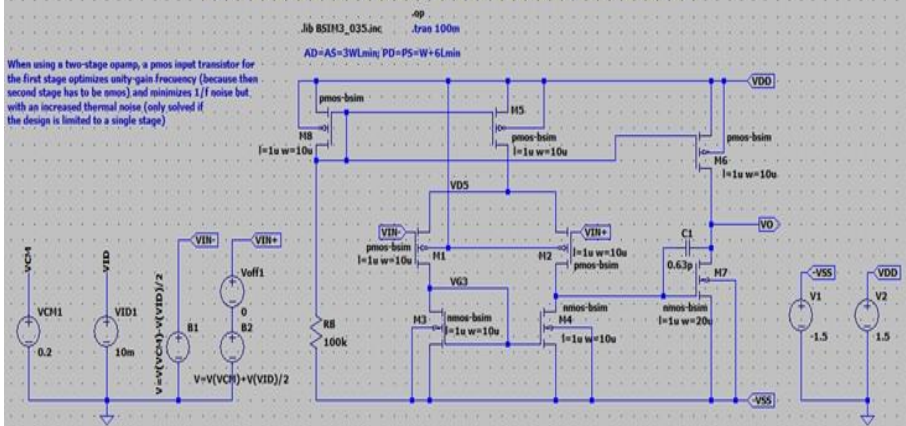 .op
.lib BSIM3_035.inc
.tran 100m
AD=AS=3WLmin; PD=PS=W+6Lmin
When using a two-stage opamp, a pmos input transistor for
the first stage optimizes unity-gain frecuency (because then
second stage has to be nmos) and minimizes 1/f noise but
with an increased thermal noise (only solved if
the design is limited to a single stage)
VDD
pmos-bsim
M8
l=1u w=10u
M5
pmos-bsim
l=1u w=10u
pmos-bsim
M6
l=1u w=10u
VD5
VIN-
pmos-bsim
l=1u w=10u
M1
VIN+
l=1u w=10u
M2
pmos-bsim
VO
C1
0.63p
M7
nmos-bsim
l=1u w=20u
VG3
M3
nmos-bsim
l=1u w=10u
nmos-bsim
M4
l=1u w=10u
RB
100k
-VSS
VCM
VCM1
0.2
VID
VID1
10m
VIN-
B1
V=V(VCM)-V(VID)/2
VIN+
Voff1
0
B2
V=V(VCM)+V(VID)/2
-VSS
V1
-1.5
VDD
V2
1.5